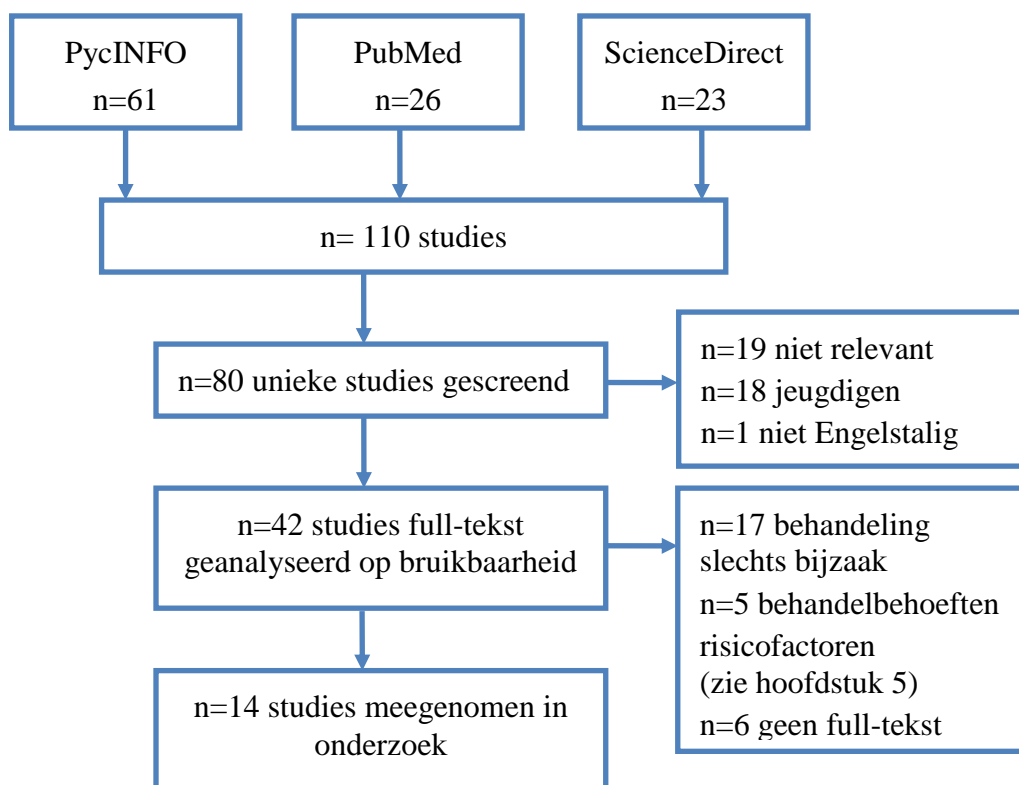 PycINFO
n=61
PubMed
n=26
ScienceDirect
n=23
n= 110 studies
n=80 unieke studies gescreend
n=19 niet relevant
n=18 jeugdigen
n=1 niet Engelstalig
n=42 studies full-tekst
geanalyseerd op bruikbaarheid
n=17 behandeling
slechts bijzaak
n=5 behandelbehoeften
risicofactoren
(zie hoofdstuk 5)
n=6 geen full-tekst
n=14 studies meegenomen in
onderzoek